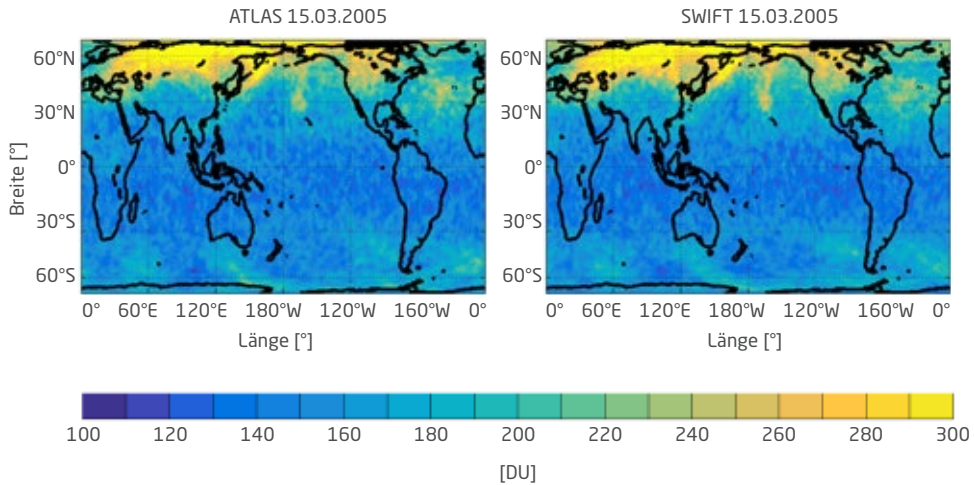 ATLAS 15.03.2005
SWIFT 15.03.2005
Breite [°]
60°N
30°N
0°
30°S
60°S
60°N
30°N
0°
30°S
60°S
0° 60°E 120°E 180°W 120°W 160°W 0°
0° 60°E 120°E 180°W 120°W 160°W 0°
Länge [°]
Länge [°]
100 120 140 160 180 200 220 240 260 280 300
[DU]